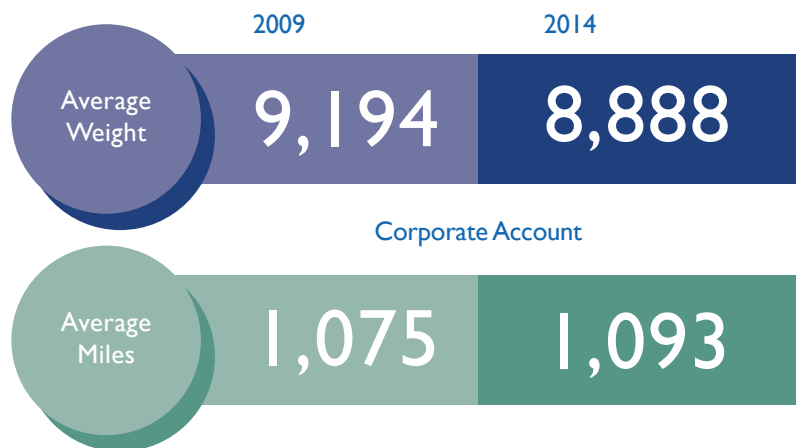 2009 2014
Average
Weight
9,194 8,888
Corporate Account
Average
Miles
1,075 1,093